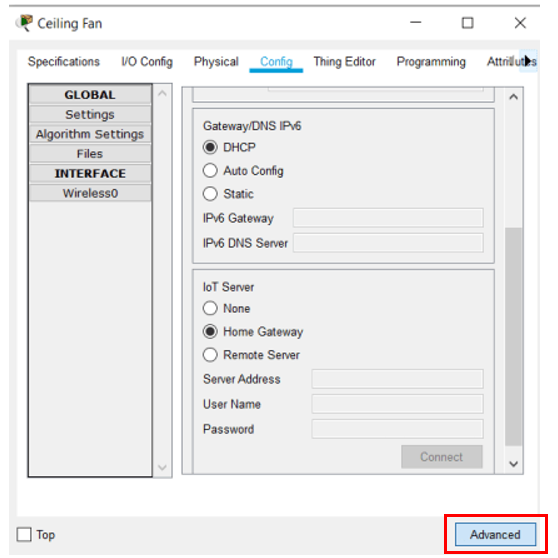 Ceiling Fan
Specifications I/O Config Physical Config Thing Editor Programming Attributes
GLOBAL
Settings
Algorithm Settings
Files
INTERFACE
Wireless0
Gateway/DNS IPv6
DHCP
Auto Config
Static
IPv6 Gateway
IPv6 DNS Server
IoT Server
None
Home Gateway
Remote Server
Server Address
User Name
Password
Connect
Top
Advanced